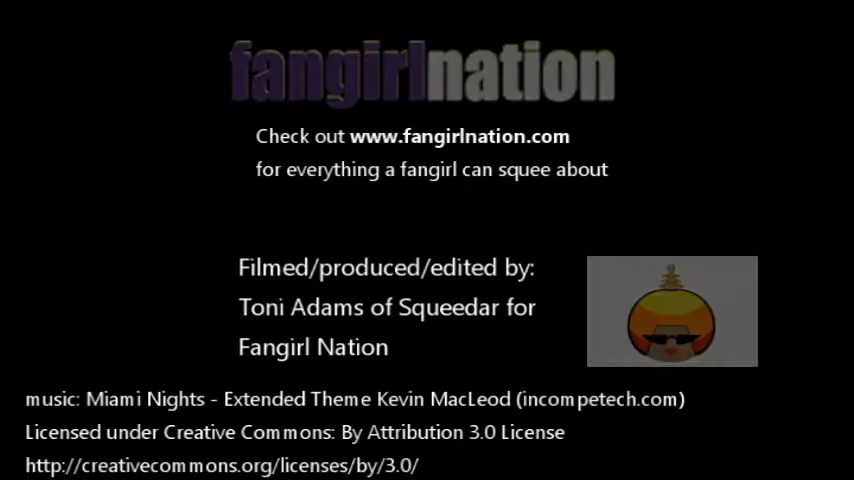 fangirlnation
Check out www.fangirlnation.com
for everything a fangirl can squee about
Filmed/produced/edited by:
Toni Adams of Squeedar for
Fangirl Nation
music: Miami Nights - Extended Theme Kevin MacLeod (incompetech.com)
Licensed under Creative Commons: By Attribution 3.0 License
http://creativecommons.org/licenses/by/3.0/